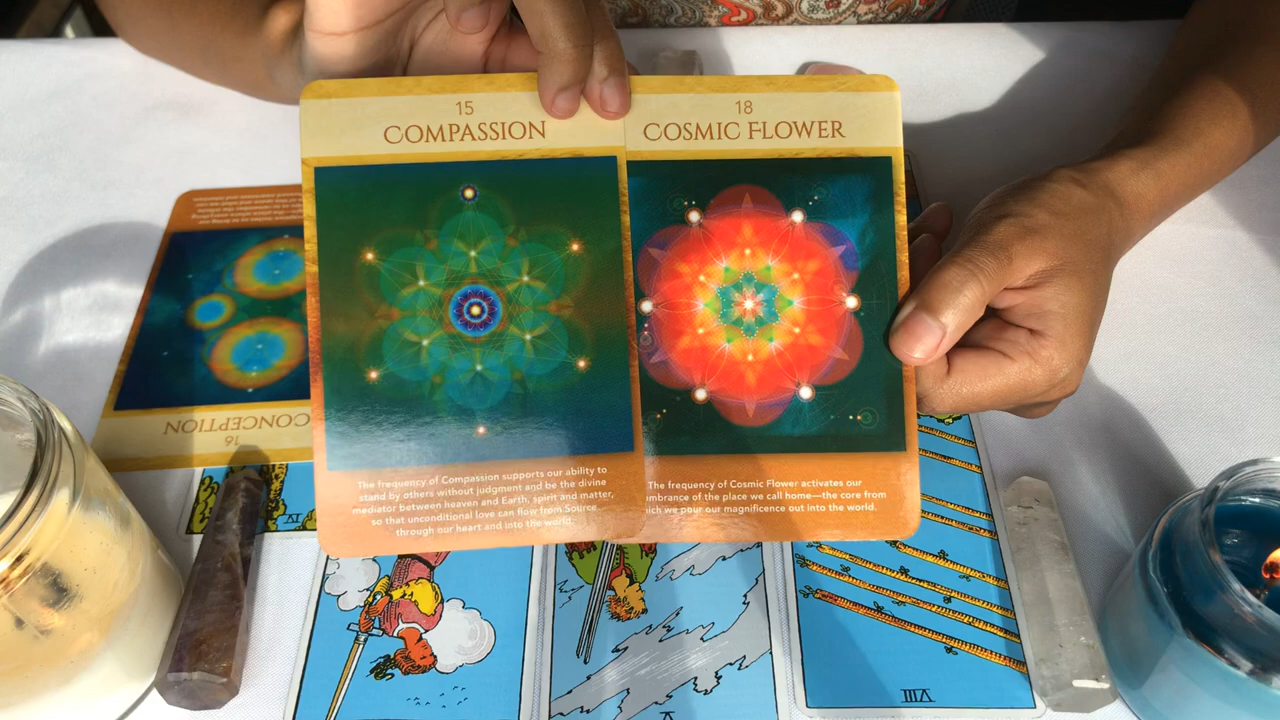 15
COMPASSION
The frequency of Compassion supports our ability to
stand by others without judgment and be the divine
mediator between heaven and Earth, spirit and matter,
so that unconditional love can flow from Source
through our heart and into the world.
18
COSMIC FLOWER
The frequency of Cosmic Flower activates our
of the place we call home—the core from
we pour our magnificence out into the world.
16
CONCEPTION
VI
VIII